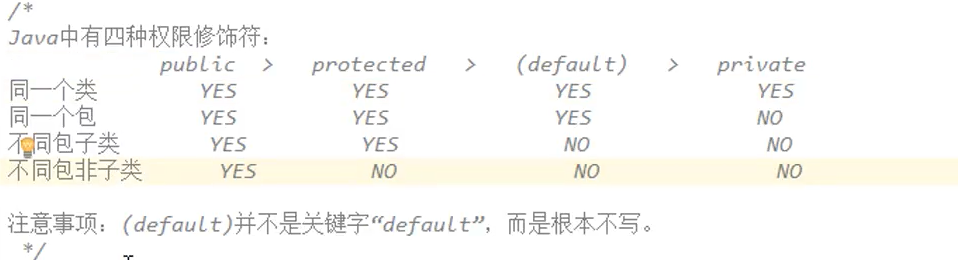 /*
Java中有四种权限修饰符：
public > protected > (default) > private
同一个类 YES YES YES YES
同一个包 YES YES YES NO
不同包子类 YES YES NO NO
不同包非子类 YES NO NO NO
注意事项：(default)并不是关键字“default”，而是根本不写。
*/